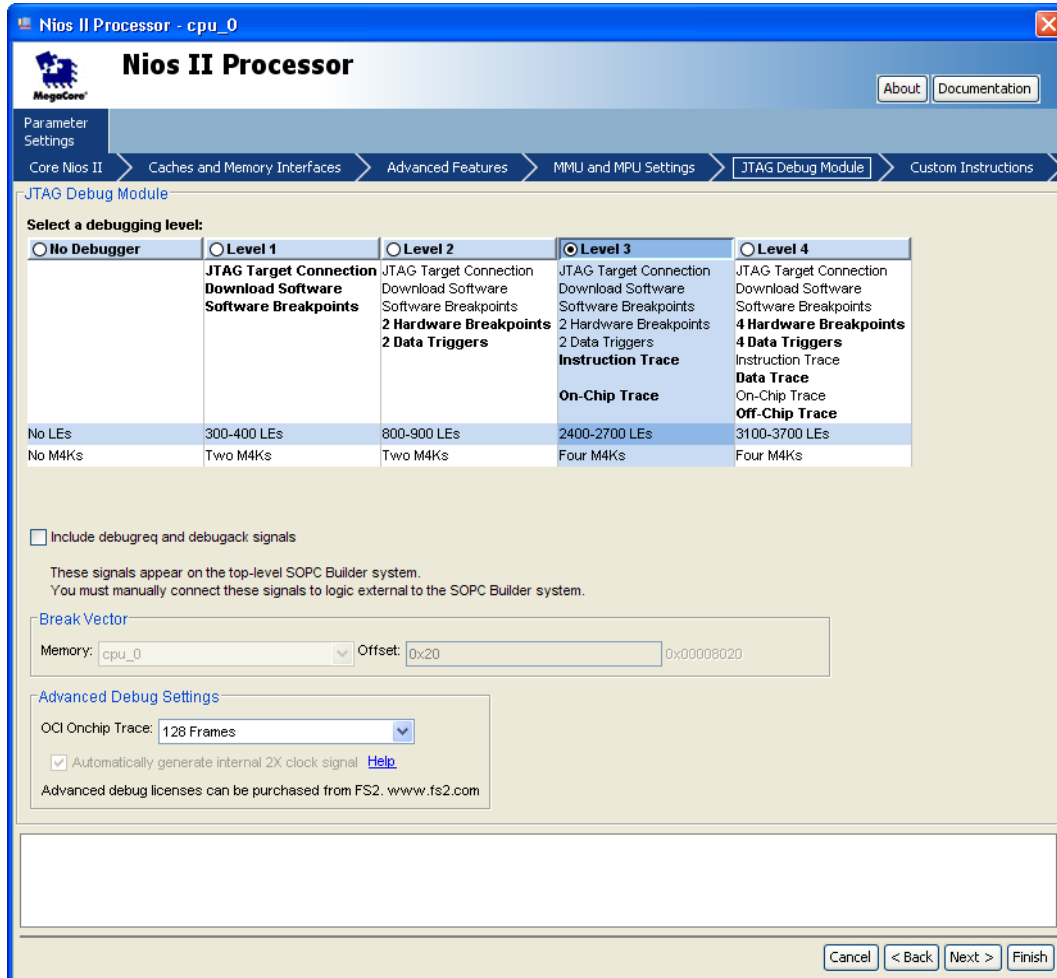 Nios II Processor - cpu_0
MegaCore®
Nios II Processor
About Documentation
Parameter
Settings
Core Nios II Caches and Memory Interfaces Advanced Features MMU and MPU Settings JTAG Debug Module Custom Instructions
JTAG Debug Module
Select a debugging level:
No Debugger Level 1 Level 2 Level 3 Level 4
JTAG Target Connection JTAG Target Connection JTAG Target Connection JTAG Target Connection
Download Software Download Software Download Software Download Software
Software Breakpoints Software Breakpoints Software Breakpoints Software Breakpoints
2 Hardware Breakpoints 2 Hardware Breakpoints 4 Hardware Breakpoints
2 Data Triggers 2 Data Triggers 4 Data Triggers
Instruction Trace Instruction Trace
Data Trace
On-Chip Trace On-Chip Trace
Off-Chip Trace
No LEs 300-400 LEs 800-900 LEs 2400-2700 LEs 3100-3700 LEs
No M4Ks Two M4Ks Two M4Ks Four M4Ks Four M4Ks
Include debugreq and debugack signals
These signals appear on the top-level SOPC Builder system.
You must manually connect these signals to logic external to the SOPC Builder system.
Break Vector
Memory: cpu_0 Offset: 0x20 0x00008020
Advanced Debug Settings
OCI Onchip Trace: 128 Frames
Automatically generate internal 2X clock signal Help
Advanced debug licenses can be purchased from FS2. www.fs2.com
Cancel < Back Next > Finish